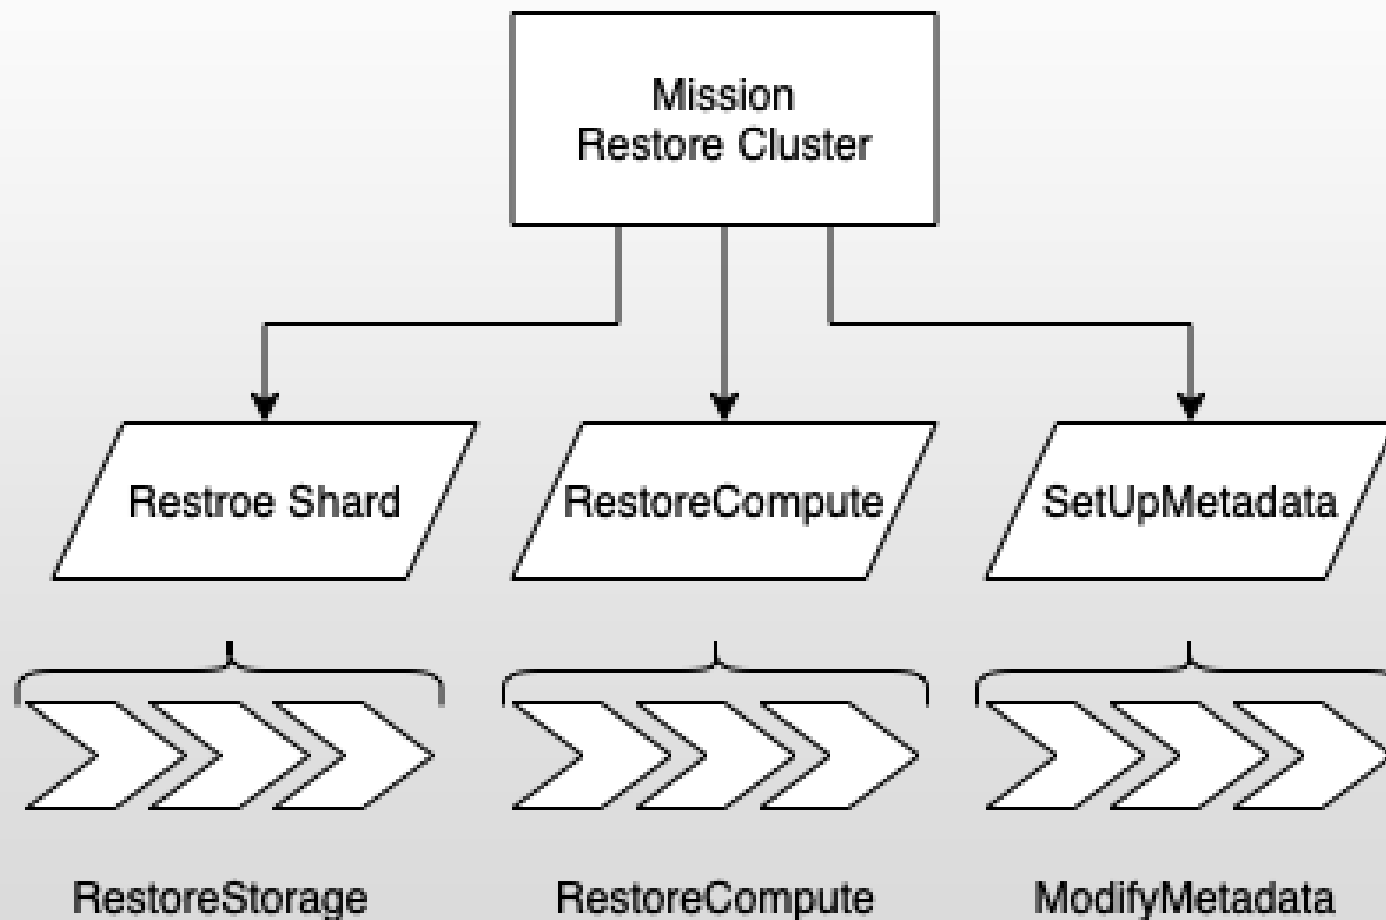 Mission
Restore Cluster
Restroe Shard
RestoreCompute
SetUpMetadata
RestoreStorage
RestoreCompute
ModifyMetadata